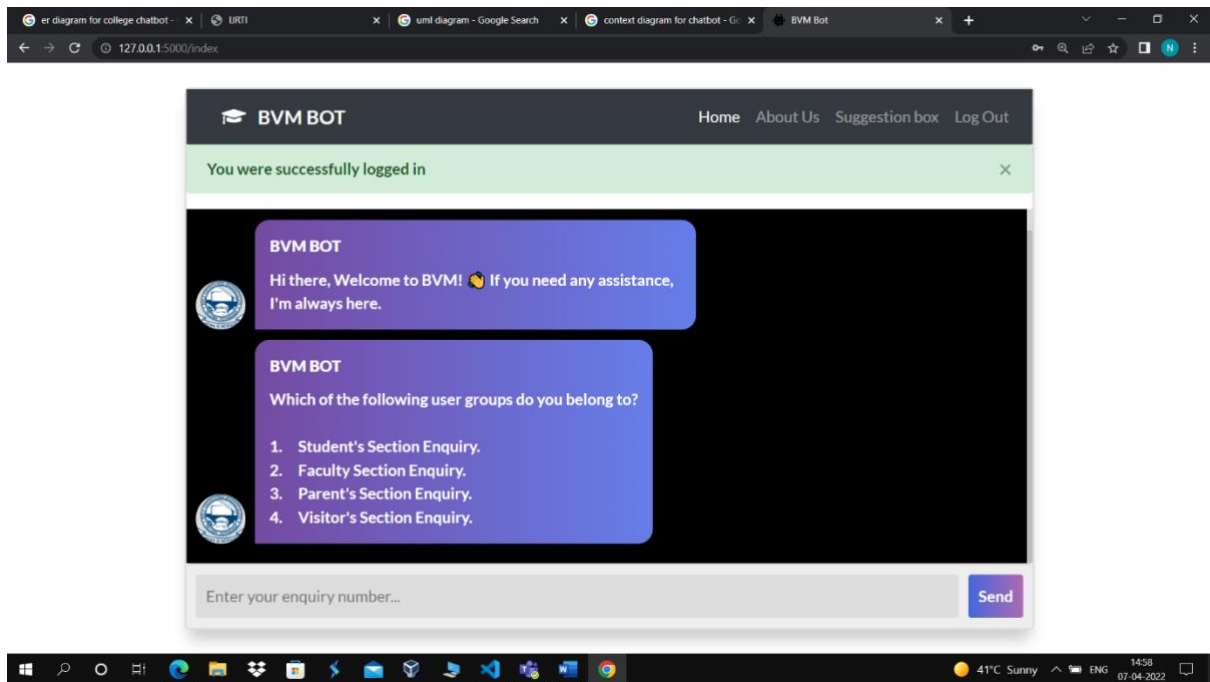 er diagram for college chatbot -
URTI
uml diagram - Google Search
context diagram for chatbot - Go
BVM Bot
127.0.0.1:5000/index
N
BVM BOT
Home About Us Suggestion box Log Out
You were successfully logged in
BVM BOT
Hi there, Welcome to BVM! 👏 If you need any assistance,
I'm always here.
BVM BOT
Which of the following user groups do you belong to?
1. Student's Section Enquiry.
2. Faculty Section Enquiry.
3. Parent's Section Enquiry.
4. Visitor's Section Enquiry.
Enter your enquiry number...
Send
41°C Sunny
ENG
14:58
07-04-2022